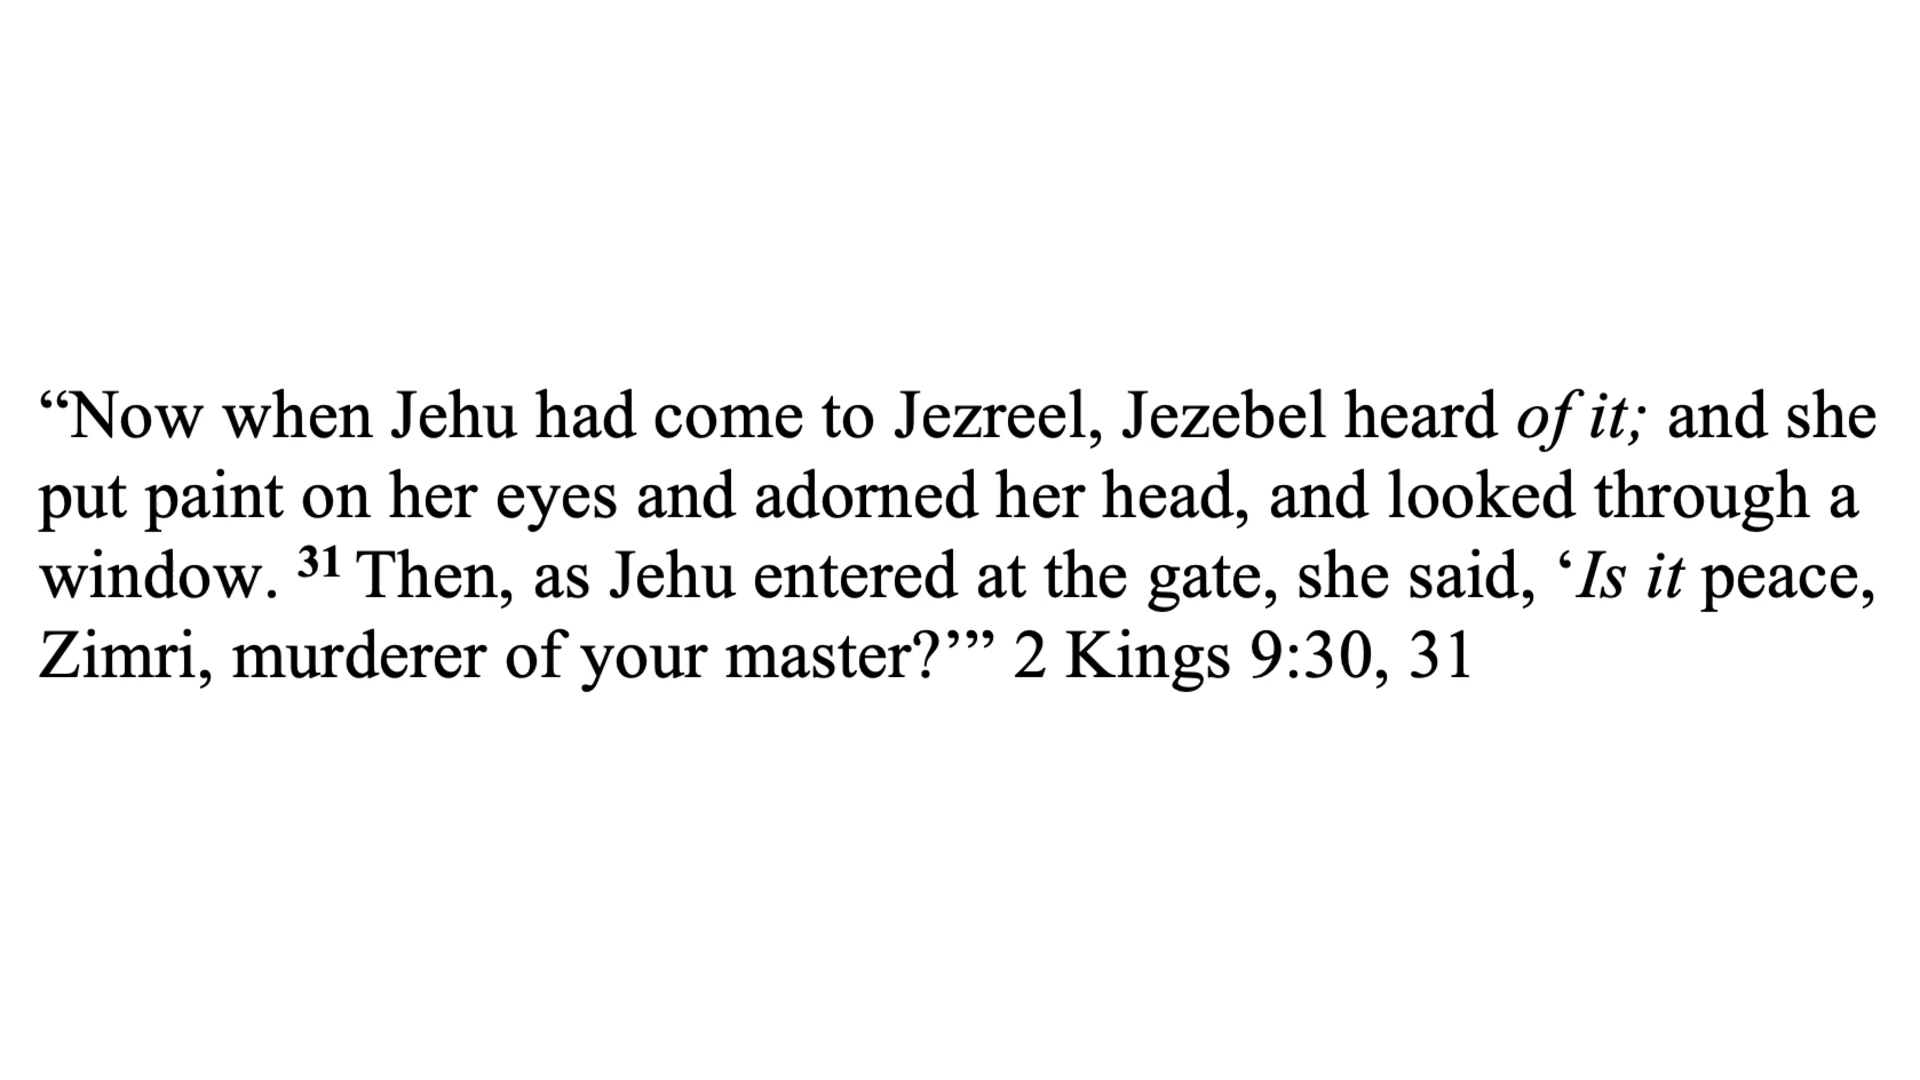 “Now when Jehu had come to Jezreel, Jezebel heard of it; and she
put paint on her eyes and adorned her head, and looked through a
window. 31 Then, as Jehu entered at the gate, she said, ‘Is it peace,
Zimri, murderer of your master?’” 2 Kings 9:30, 31